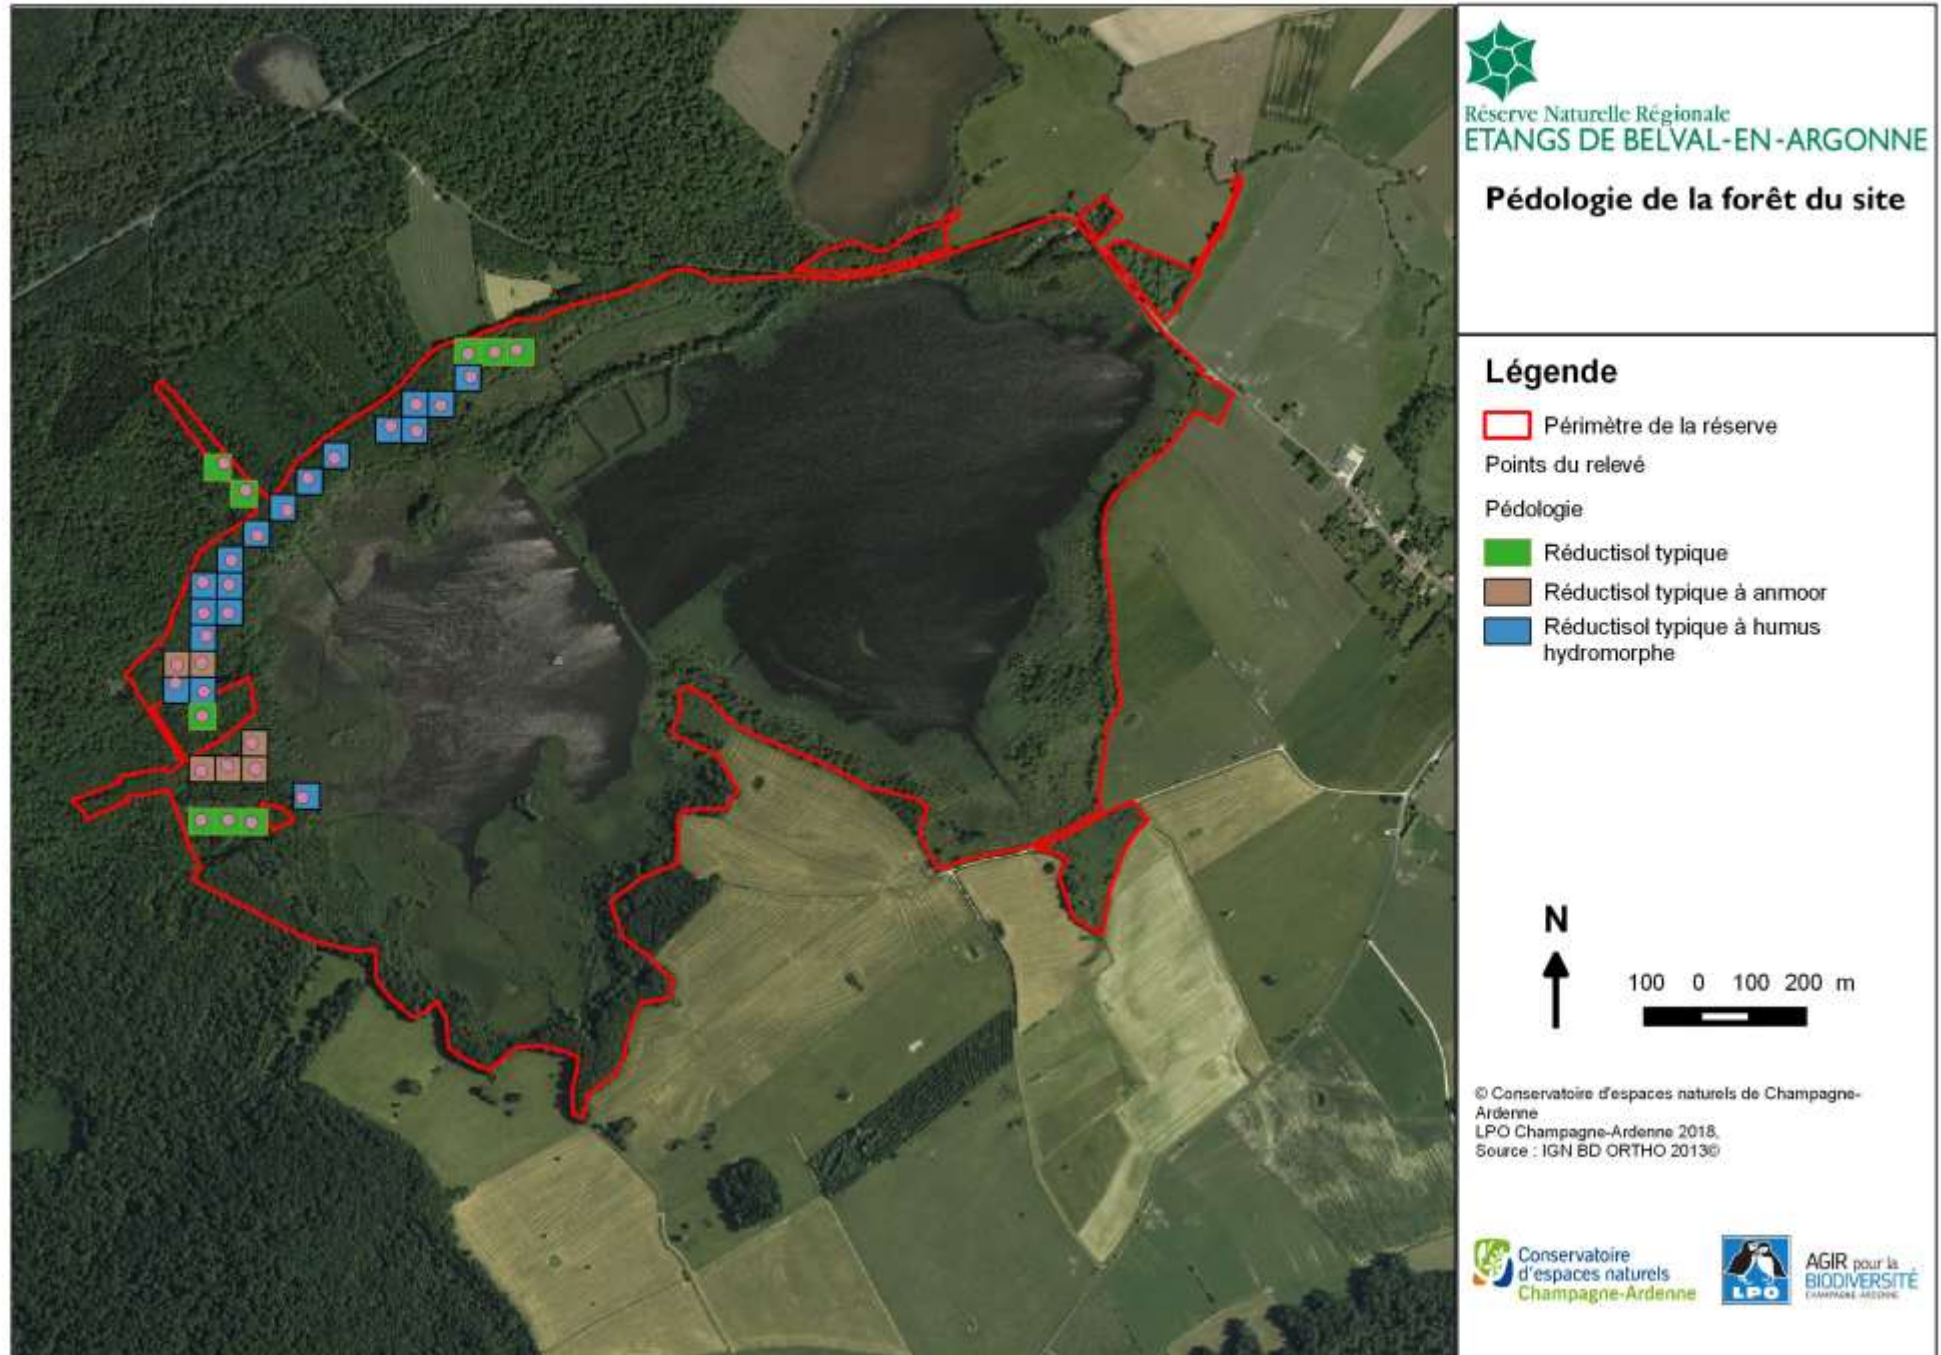 Réserve Naturelle Régionale
ETANGS DE BELVAL-EN-ARGONNE
Pédologie de la forêt du site
Légende
Périmètre de la réserve
Points du relevé
Pédologie
Réductisol typique
Réductisol typique à anmoor
Réductisol typique à humus
hydromorphe
N
100 0 100 200 m
© Conservatoire d'espaces naturels de Champagne-
Ardenne
LPO Champagne-Ardenne 2018,
Source : IGN BD ORTHO 2013©
Conservatoire
d'espaces naturels
Champagne-Ardenne
LPO
AGIR pour la
BIODIVERSITÉ
CHAMPAGNE-ARDENNE